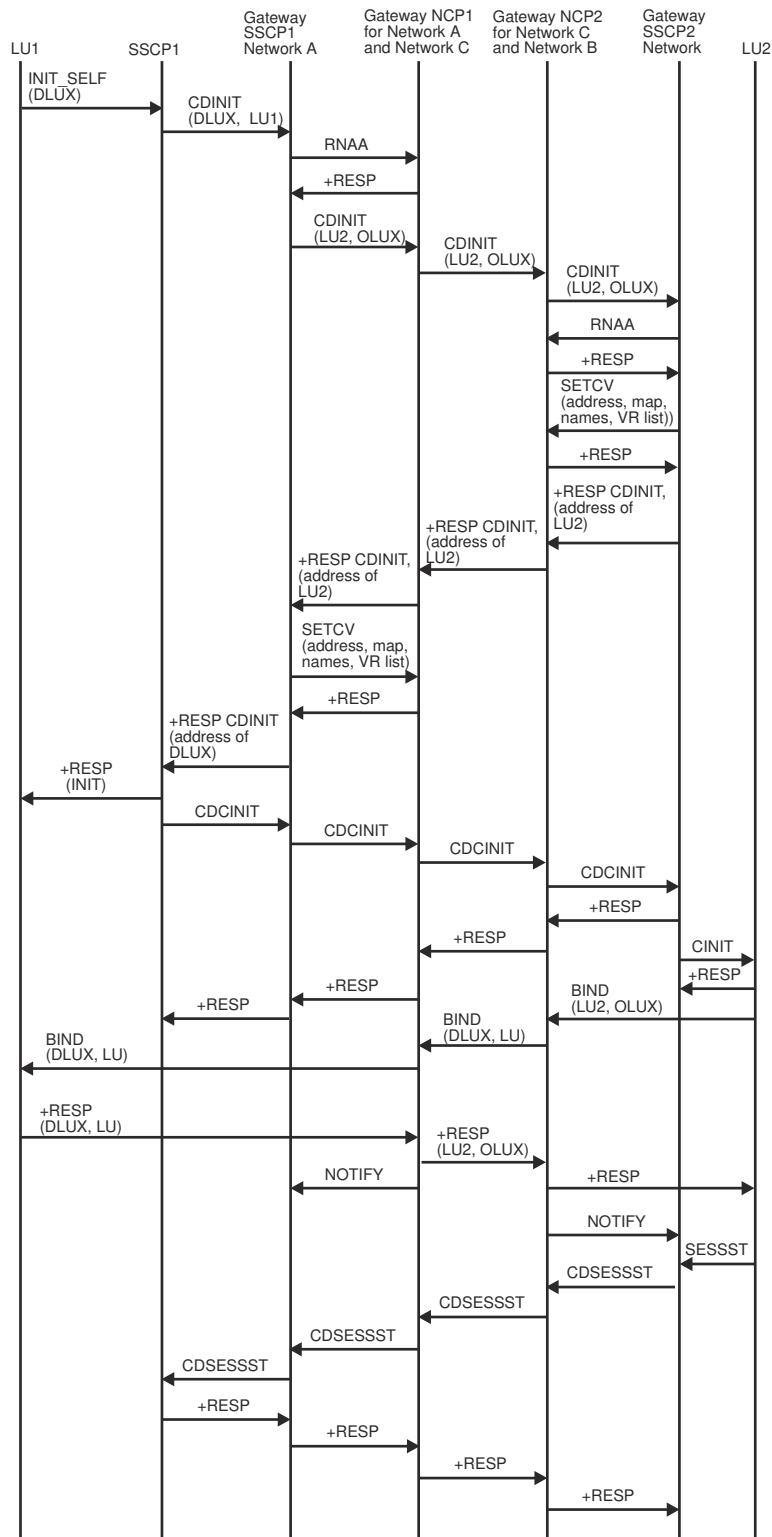 LU1
SSCP1
Gateway
SSCP1
Network A
Gateway NCP1
for Network A
and Network C
Gateway NCP2
for Network C
and Network B
Gateway
SSCP2
Network
LU2
INIT_SELF
(DLUX)
CDINIT
(DLUX, LU1)
RNAA
+RESP
CDINIT
(LU2, OLUX)
CDINIT
(LU2, OLUX)
CDINIT
(LU2, OLUX)
RNAA
+RESP
SETCV
(address, map,
names, VR list))
+RESP
+RESP CDINIT,
(address of
LU2)
+RESP CDINIT,
(address of
LU2)
+RESP CDINIT,
(address of
LU2)
SETCV
(address, map,
names, VR list)
+RESP
+RESP CDINIT
(address of
DLUX)
+RESP
(INIT)
CDCINIT
CDCINIT
CDCINIT
CDCINIT
+RESP
+RESP
CINIT
+RESP
+RESP
+RESP
BIND
(LU2, OLUX)
BIND
(DLUX, LU)
BIND
(DLUX, LU)
+RESP
(DLUX, LU)
+RESP
(LU2, OLUX)
NOTIFY
+RESP
NOTIFY
SESSST
CDSESSST
CDSESSST
CDSESSST
CDSESSST
+RESP
+RESP
+RESP
+RESP